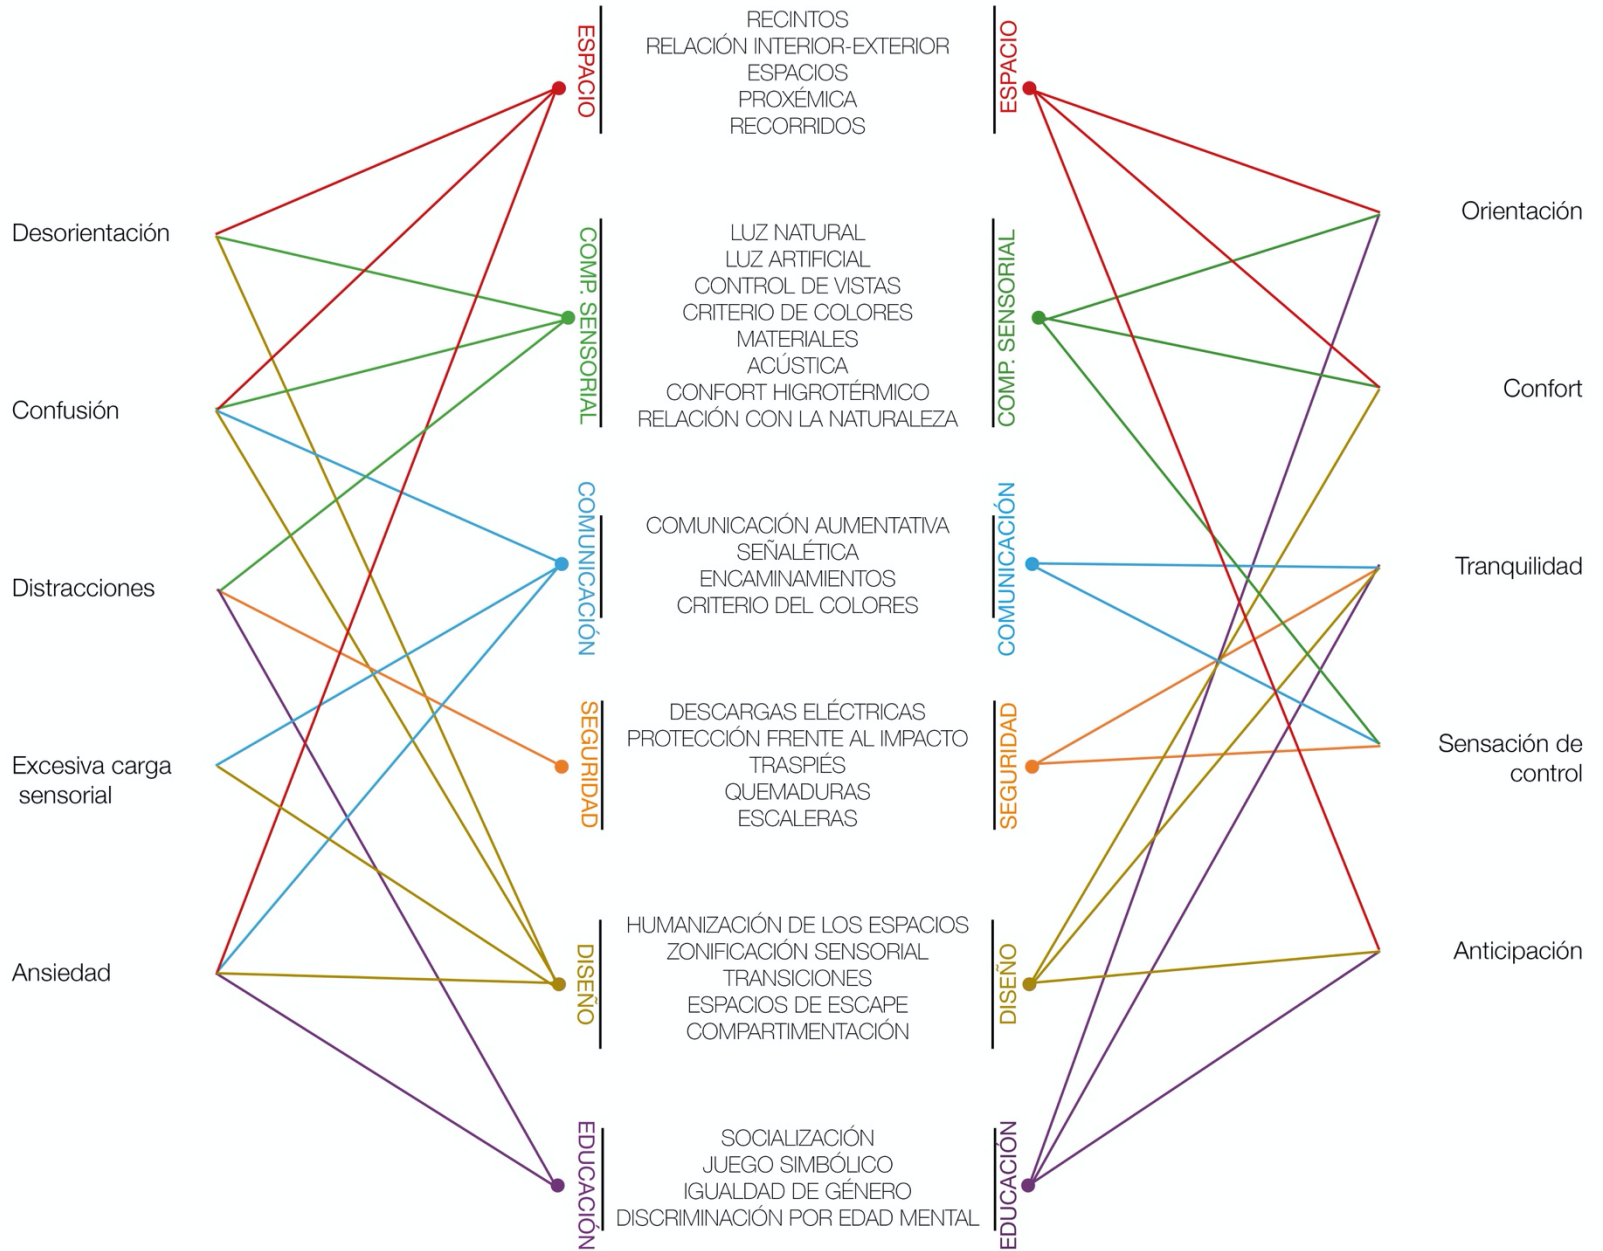 Desorientación
Confusión
Distracciones
Excesiva carga
sensorial
Ansiedad
ESPACIO
RECINTOS
RELACIÓN INTERIOR-EXTERIOR
ESPACIOS
PROXÉMICA
RECORRIDOS
ESPACIO
COMP. SENSORIAL
LUZ NATURAL
LUZ ARTIFICIAL
CONTROL DE VISTAS
CRITERIO DE COLORES
MATERIALES
ACÚSTICA
CONFORT HIGROTÉRMICO
RELACIÓN CON LA NATURALEZA
COMP. SENSORIAL
COMUNICACIÓN
COMUNICACIÓN AUMENTATIVA
SEÑALÉTICA
ENCAMINAMIENTOS
CRITERIO DEL COLORES
COMUNICACIÓN
SEGURIDAD
DESCARGAS ELÉCTRICAS
PROTECCIÓN FRENTE AL IMPACTO
TRASPIÉS
QUEMADURAS
ESCALERAS
SEGURIDAD
DISEÑO
HUMANIZACIÓN DE LOS ESPACIOS
ZONIFICACIÓN SENSORIAL
TRANSICIONES
ESPACIOS DE ESCAPE
COMPARTIMENTACIÓN
DISEÑO
EDUCACIÓN
SOCIALIZACIÓN
JUEGO SIMBÓLICO
IGUALDAD DE GÉNERO
DISCRIMINACIÓN POR EDAD MENTAL
EDUCACIÓN
Orientación
Confort
Tranquilidad
Sensación de
control
Anticipación